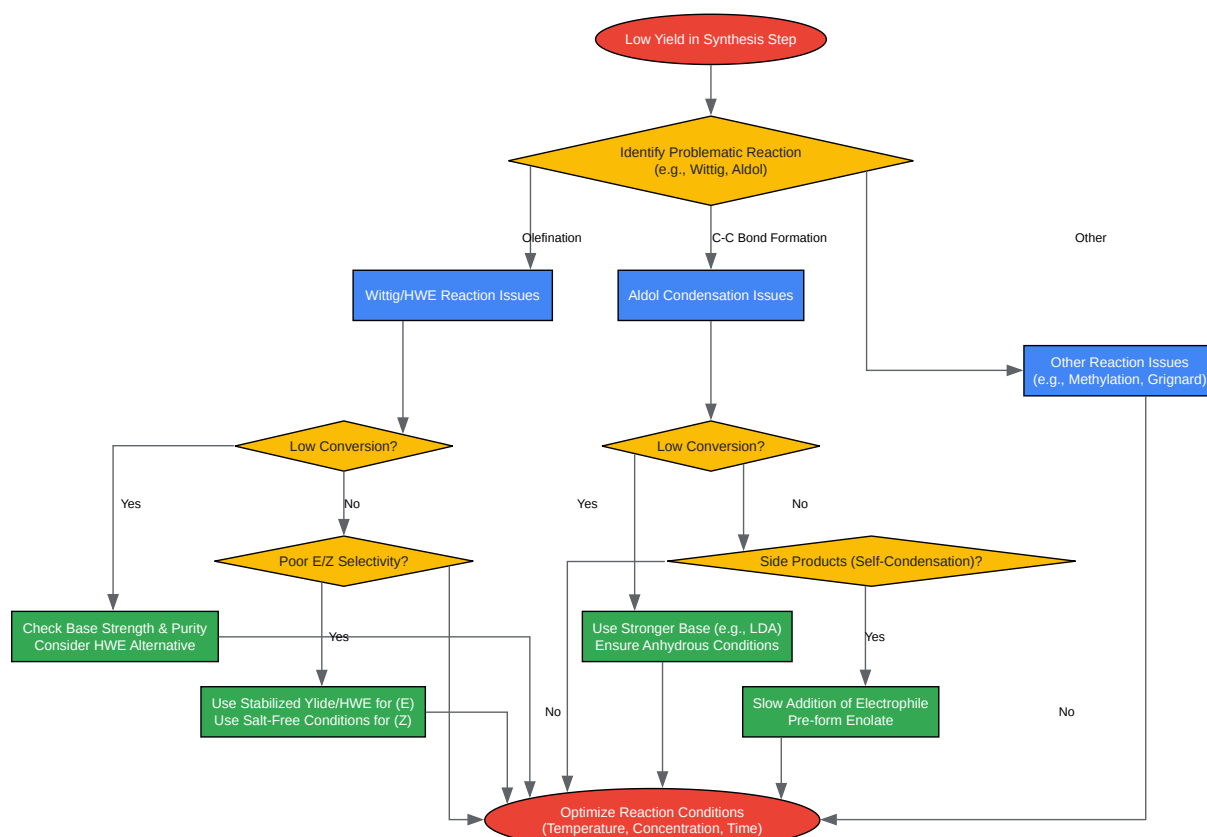 Low Yield in Synthesis Step
Identify Problematic Reaction
(e.g., Wittig, Aldol)
Olefination
C-C Bond Formation
Other
Wittig/HWE Reaction Issues
Aldol Condensation Issues
Other Reaction Issues
(e.g., Methylation, Grignard)
Low Conversion?
Low Conversion?
Yes
No
Yes
No
Poor E/Z Selectivity?
Side Products (Self-Condensation)?
Check Base Strength & Purity
Consider HWE Alternative
Yes
Use Stronger Base (e.g., LDA)
Ensure Anhydrous Conditions
Yes
Use Stabilized Ylide/HWE for (E)
Use Salt-Free Conditions for (Z)
No
Slow Addition of Electrophile
Pre-form Enolate
No
Optimize Reaction Conditions
(Temperature, Concentration, Time)